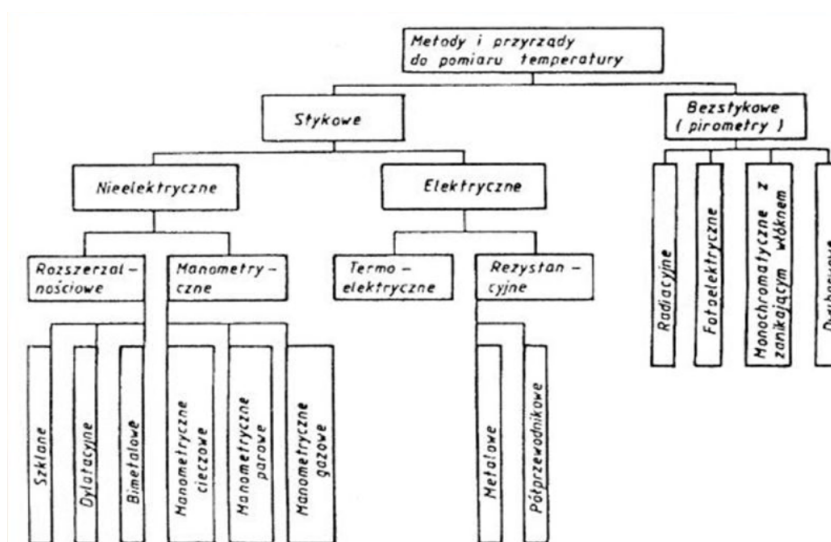 Metody i przyrządy
do pomiaru temperatury
Stykowe
Bezstykowe
( pirometry )
Nieelektryczne
Elektryczne
Rozszerzal-
nościowe
Manometry-
czne
Termo-
elektryczne
Rezystan-
cyjne
Radiacyjne
Fotoelektryczne
Monochromatyczne z
zanikającym włóknem
Szklane
Dylatacyjne
Bimetalowe
Manometryczne
cieczowe
Manometryczne
parowe
Manometryczne
gazowe
Metalowe
Półprzewodnikowe